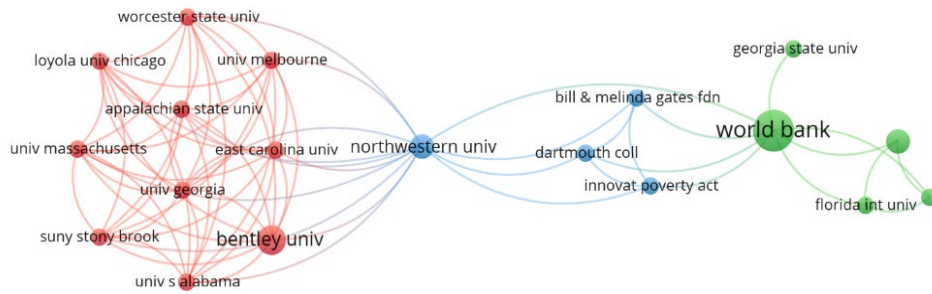 worcester state univ
loyola univ chicago
univ melbourne
appalachian state univ
univ massachusetts
east carolina univ
univ georgia
suny stony brook
bentley univ
univ s alabama
northwestern univ
bill & melinda gates fdn
dartmouth coll
innovat poverty act
georgia state univ
world bank
florida int univ